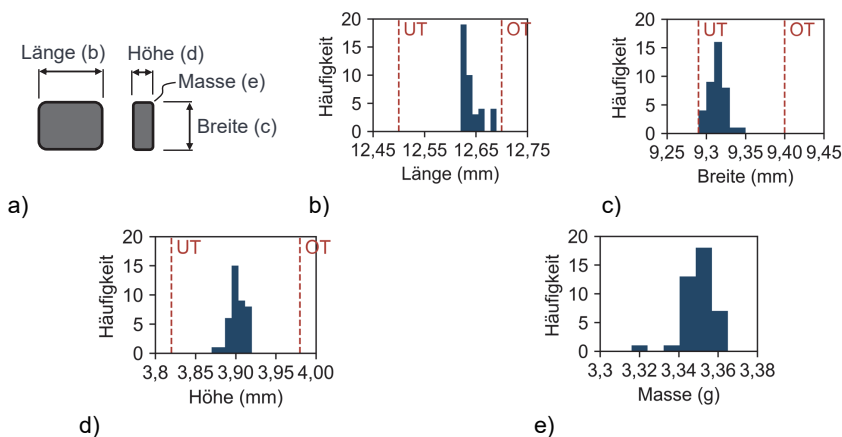 Länge (b)
Höhe (d)
Masse (e)
Breite (c)
a)
Häufigkeit
20
15
10
5
0
UT
OT
12,45
12,55
12,65
12,75
Länge (mm)
b)
Häufigkeit
20
15
10
5
0
UT
OT
9,25
9,3
9,35
9,40
9,45
Breite (mm)
c)
Häufigkeit
20
15
10
5
0
UT
OT
3,8
3,85
3,90
3,95
4,00
Höhe (mm)
d)
Häufigkeit
20
15
10
5
0
3,3
3,32
3,34
3,36
3,38
Masse (g)
e)